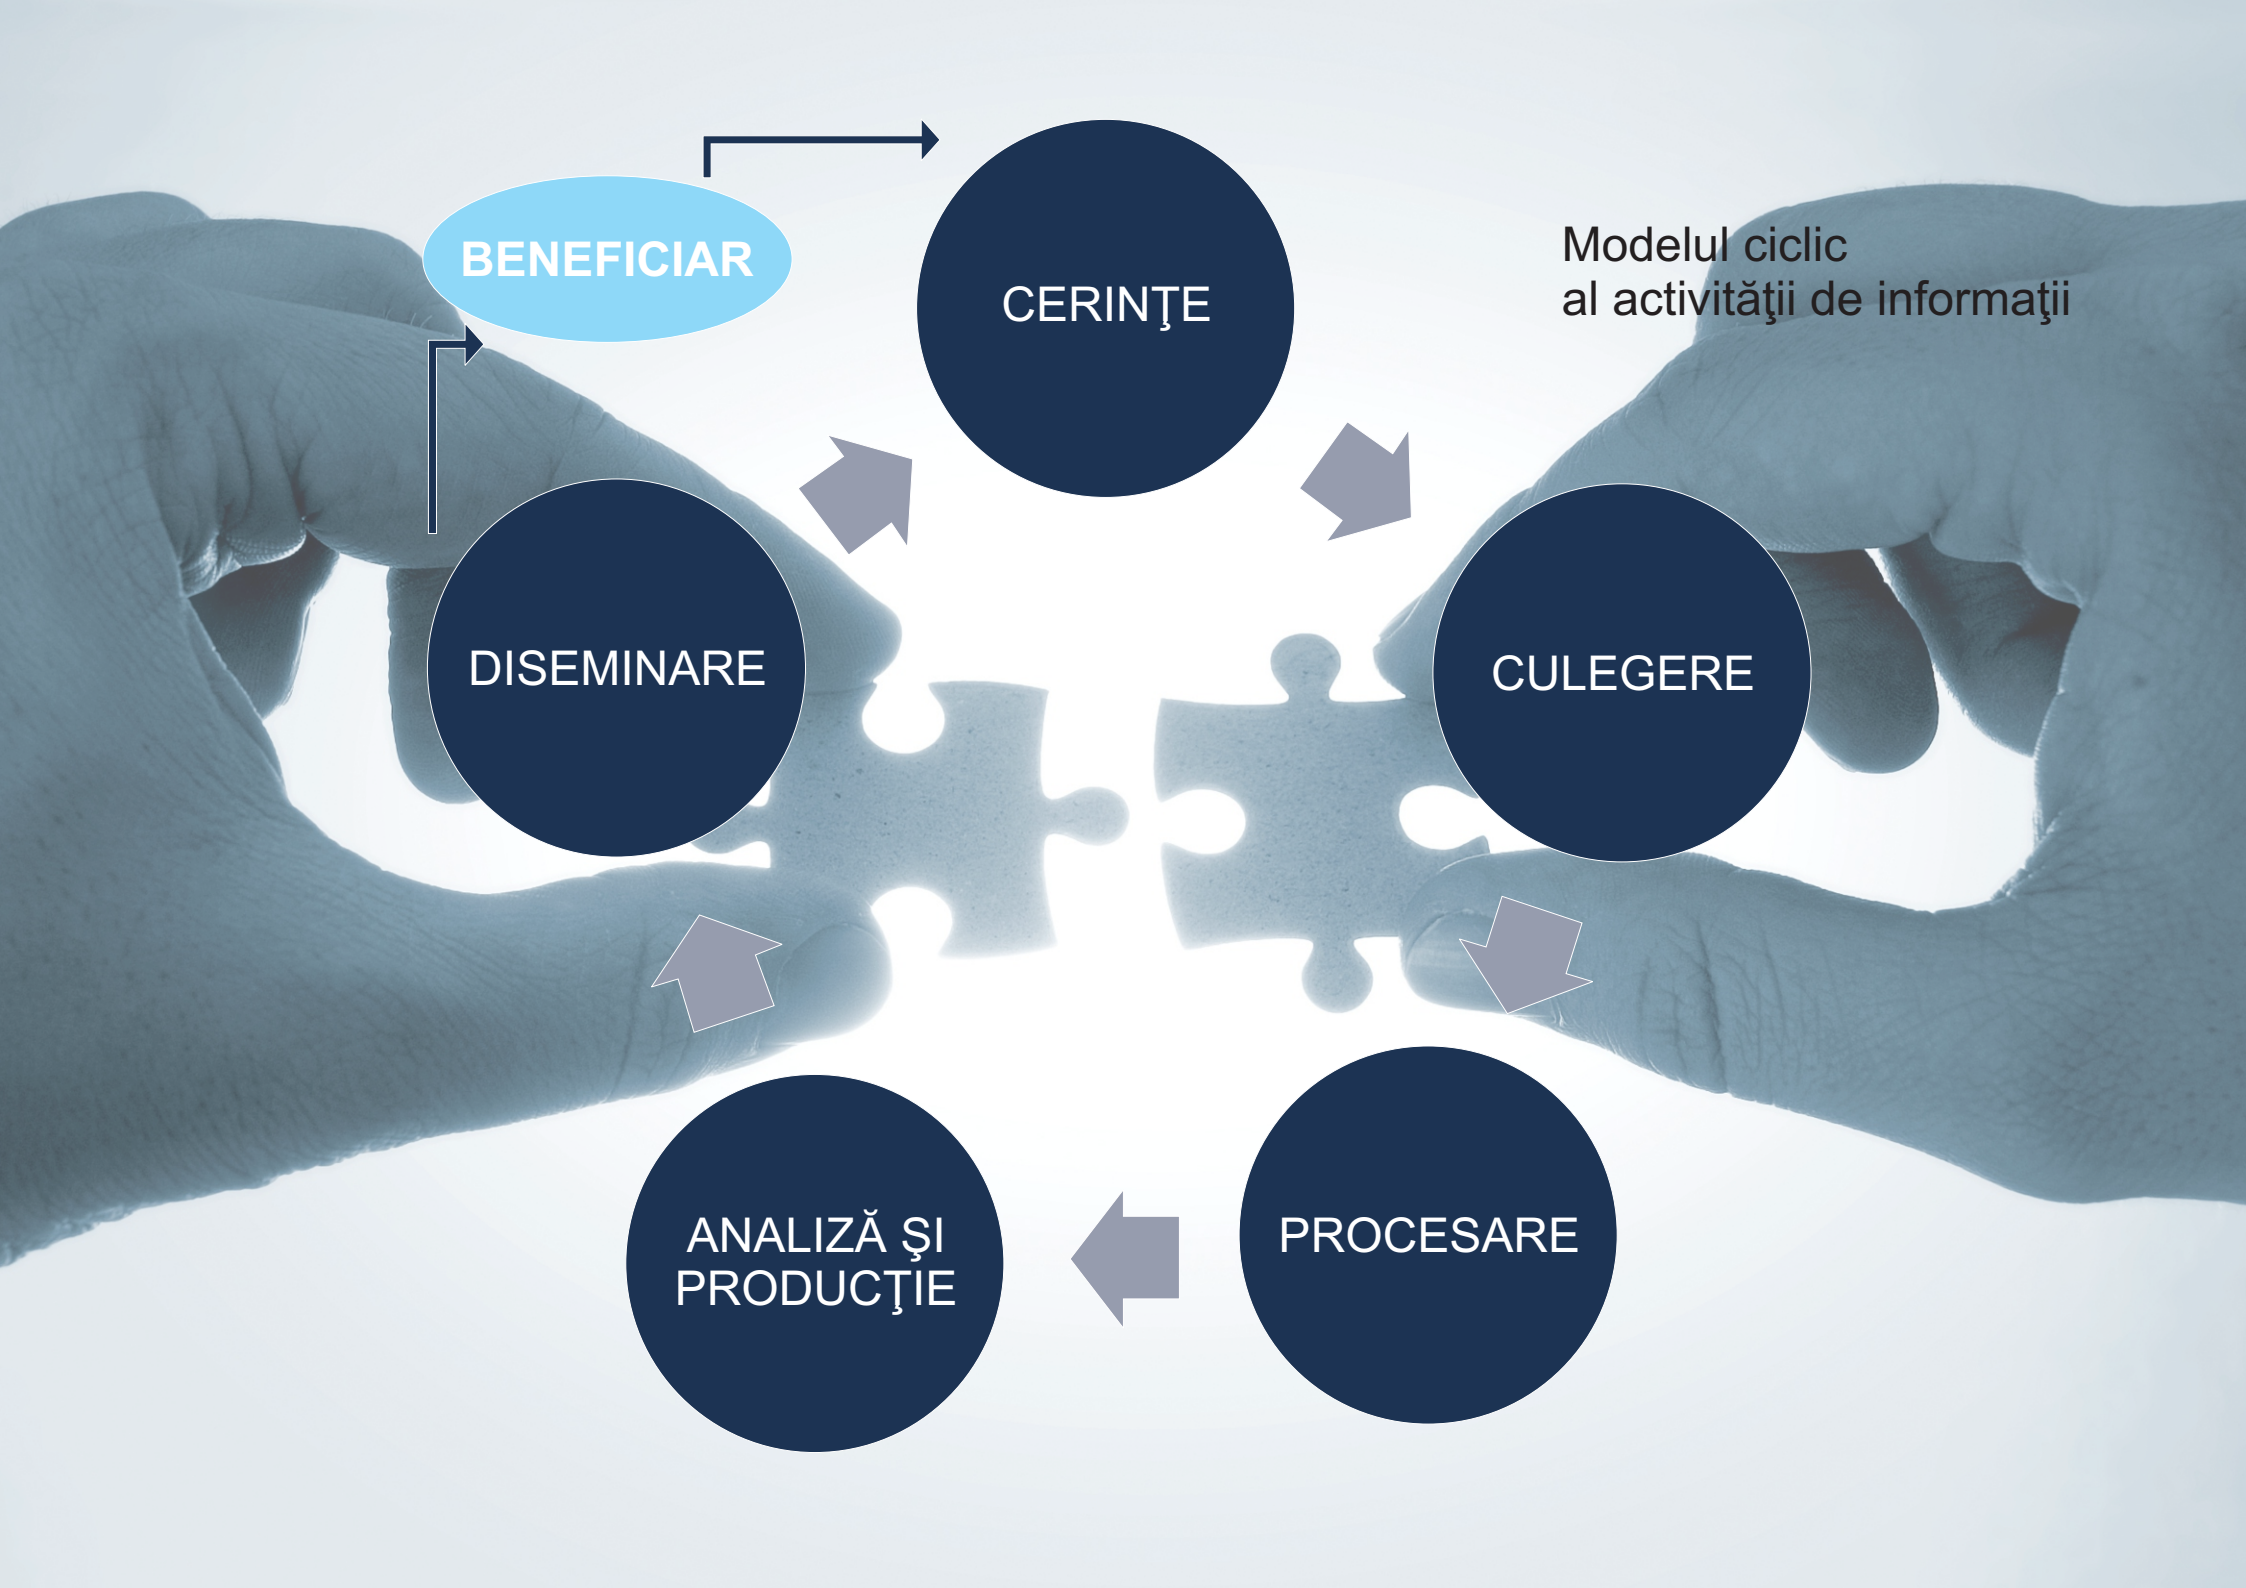 BENEFICIAR
CERINŢE
Modelul ciclic
al activităţii de informaţii
DISEMINARE
CULEGERE
ANALIZĂ ŞI
PRODUCŢIE
PROCESARE